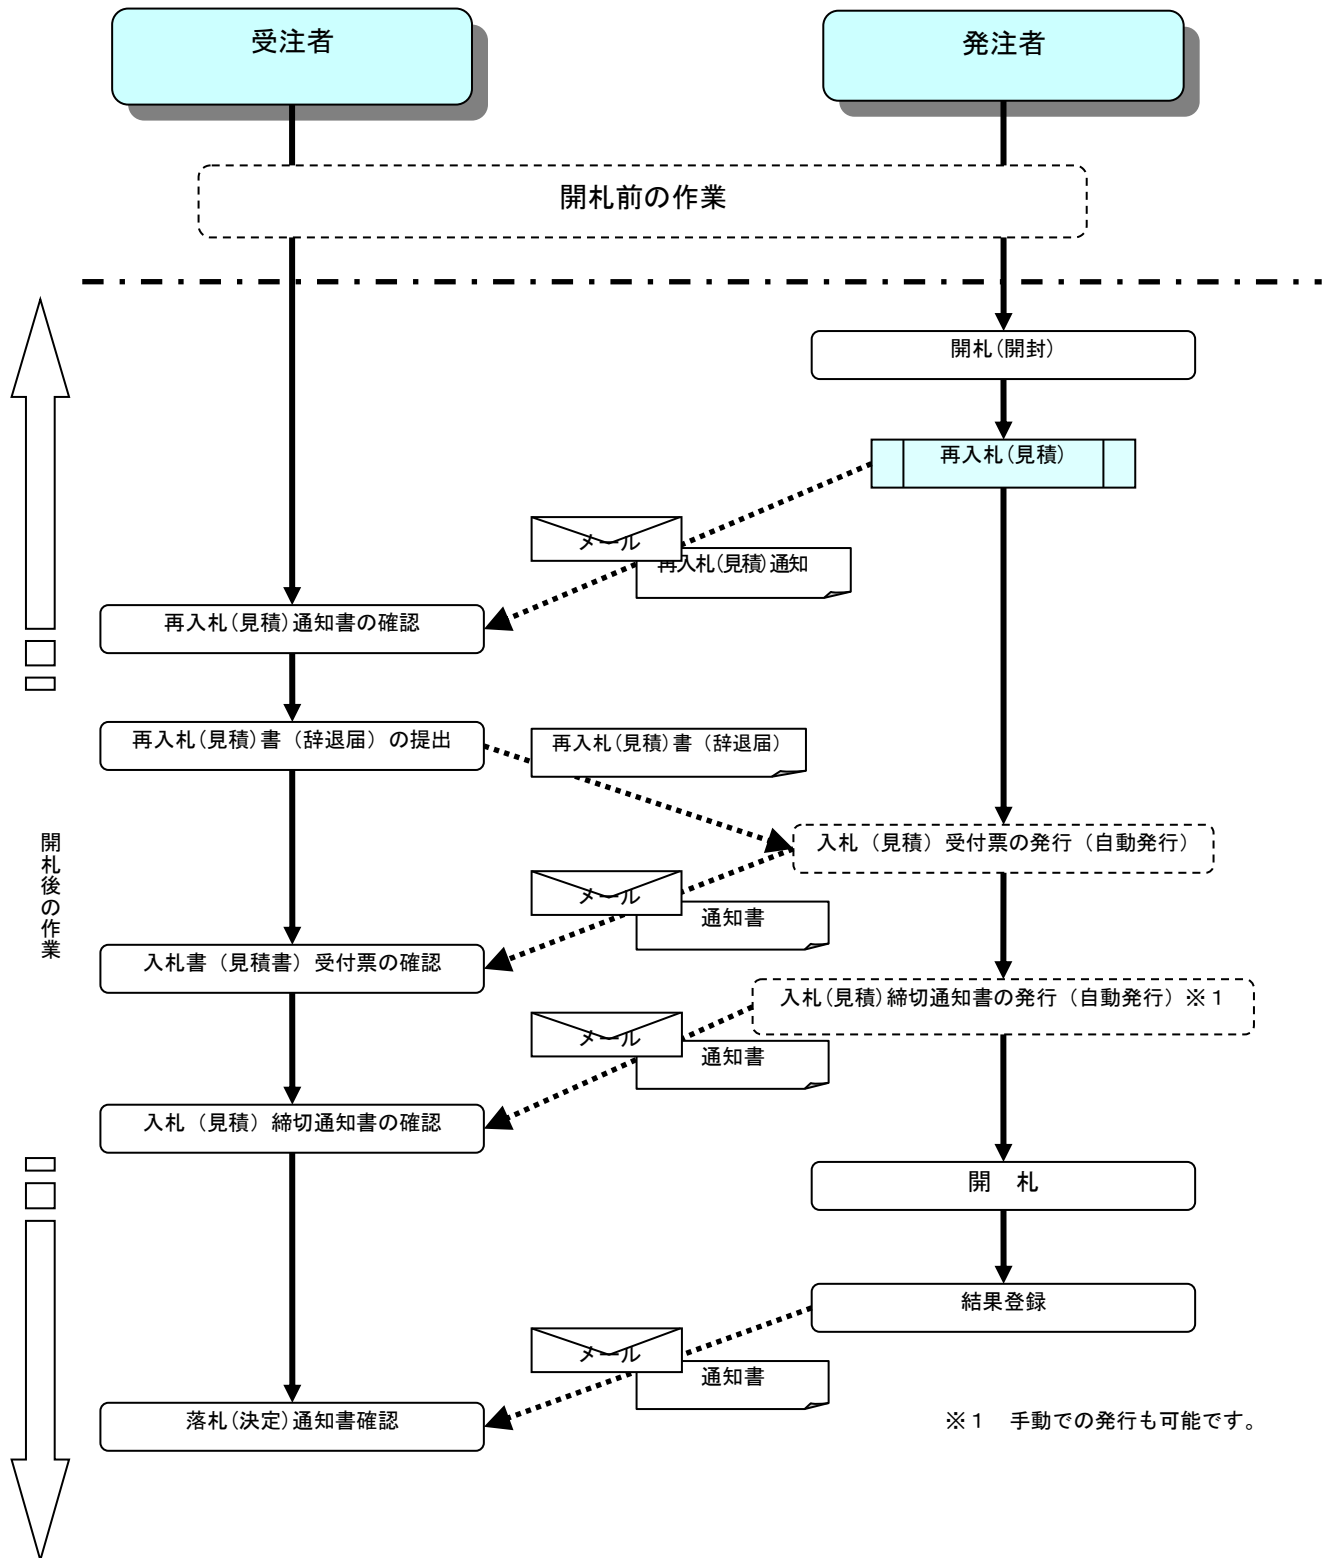 受注者
発注者
開札前の作業
開札(開封)
再入札(見積)
メール
再入札(見積)通知
再入札(見積)通知書の確認
再入札(見積)書（辞退届）の提出
再入札(見積)書（辞退届）
入札（見積）受付票の発行（自動発行）
開札後の作業
メール
通知書
入札書（見積書）受付票の確認
入札(見積)締切通知書の発行（自動発行）※１
メール
通知書
入札（見積）締切通知書の確認
開　札
結果登録
メール
通知書
落札(決定)通知書確認
※１　手動での発行も可能です。